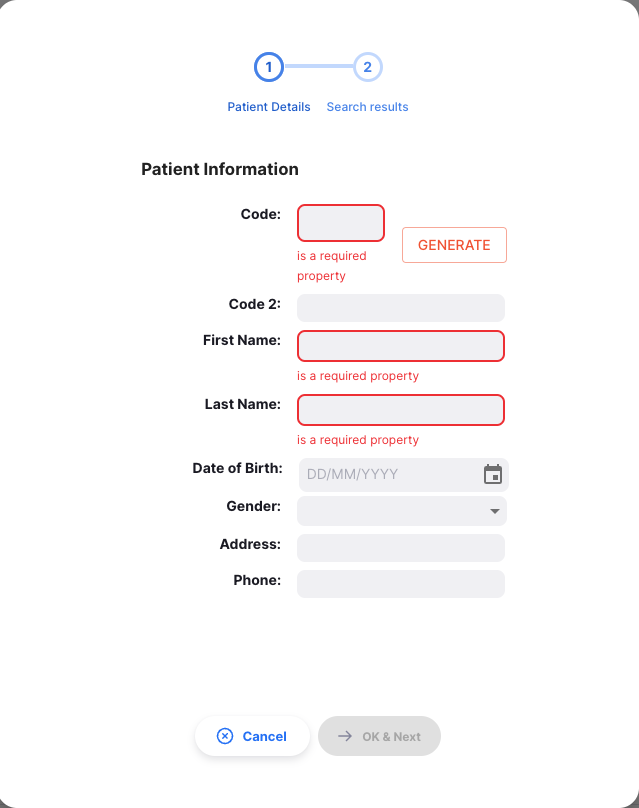 1 2
Patient Details Search results
Patient Information
Code:
GENERATE
is a required
property
Code 2:
First Name:
is a required property
Last Name:
is a required property
Date of Birth: DD/MM/YYYY
Gender:
Address:
Phone:
Cancel OK & Next